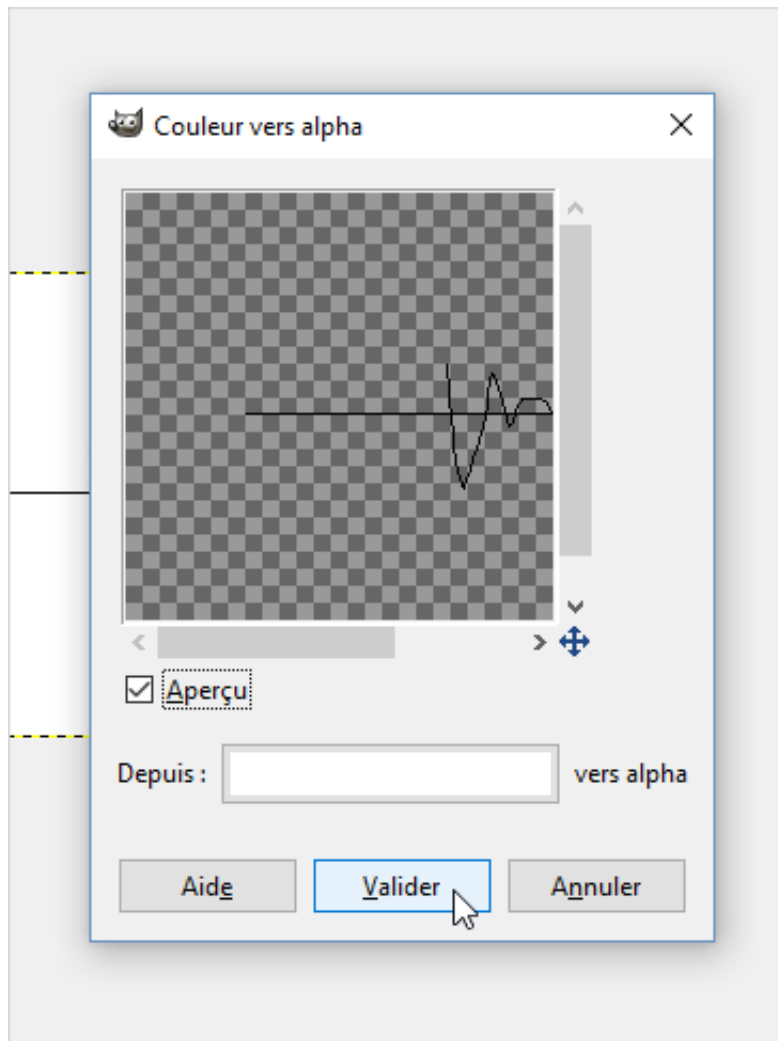 Couleur vers alpha
Aperçu
Depuis : vers alpha
Aide Valider Annuler